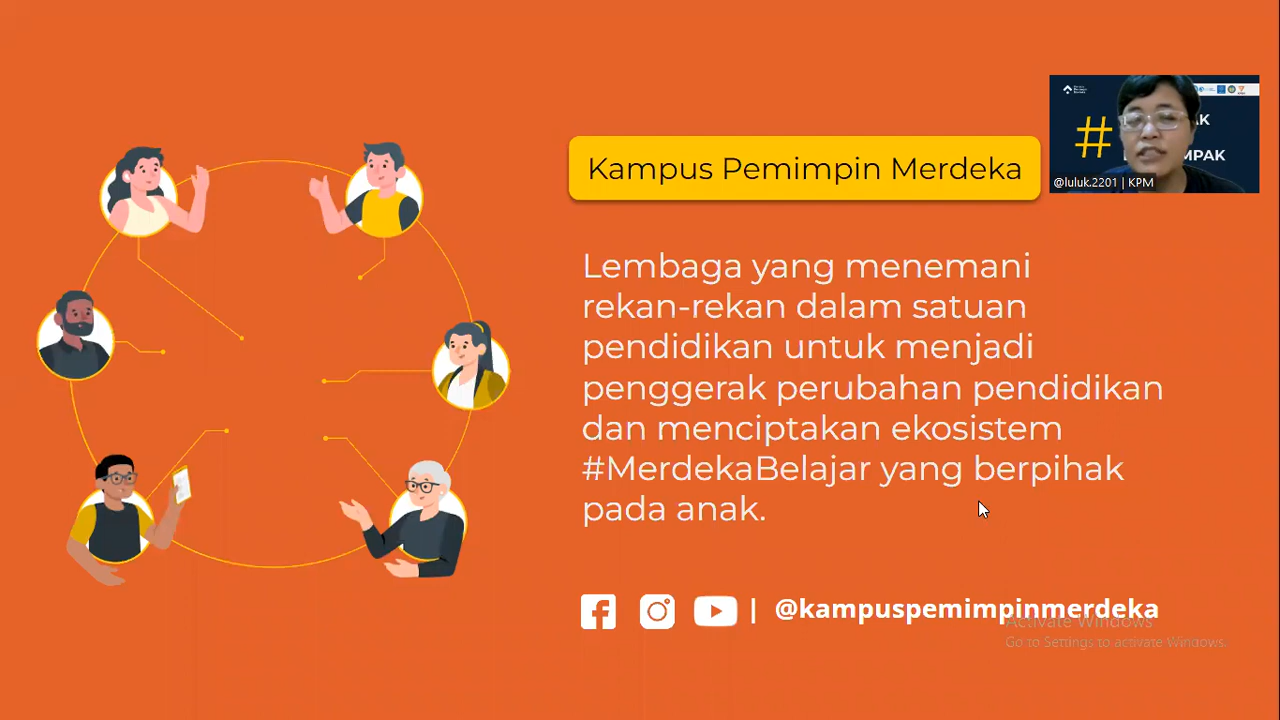 Kampus Pemimpin Merdeka
Lembaga yang menemani
rekan-rekan dalam satuan
pendidikan untuk menjadi
penggerak perubahan pendidikan
dan menciptakan ekosistem
#MerdekaBelajar yang berpihak
pada anak.
| @kampuspemimpinmerdeka
Activate Windows
Go to Settings to activate Windows.
#
@luluk.2201 | KPM